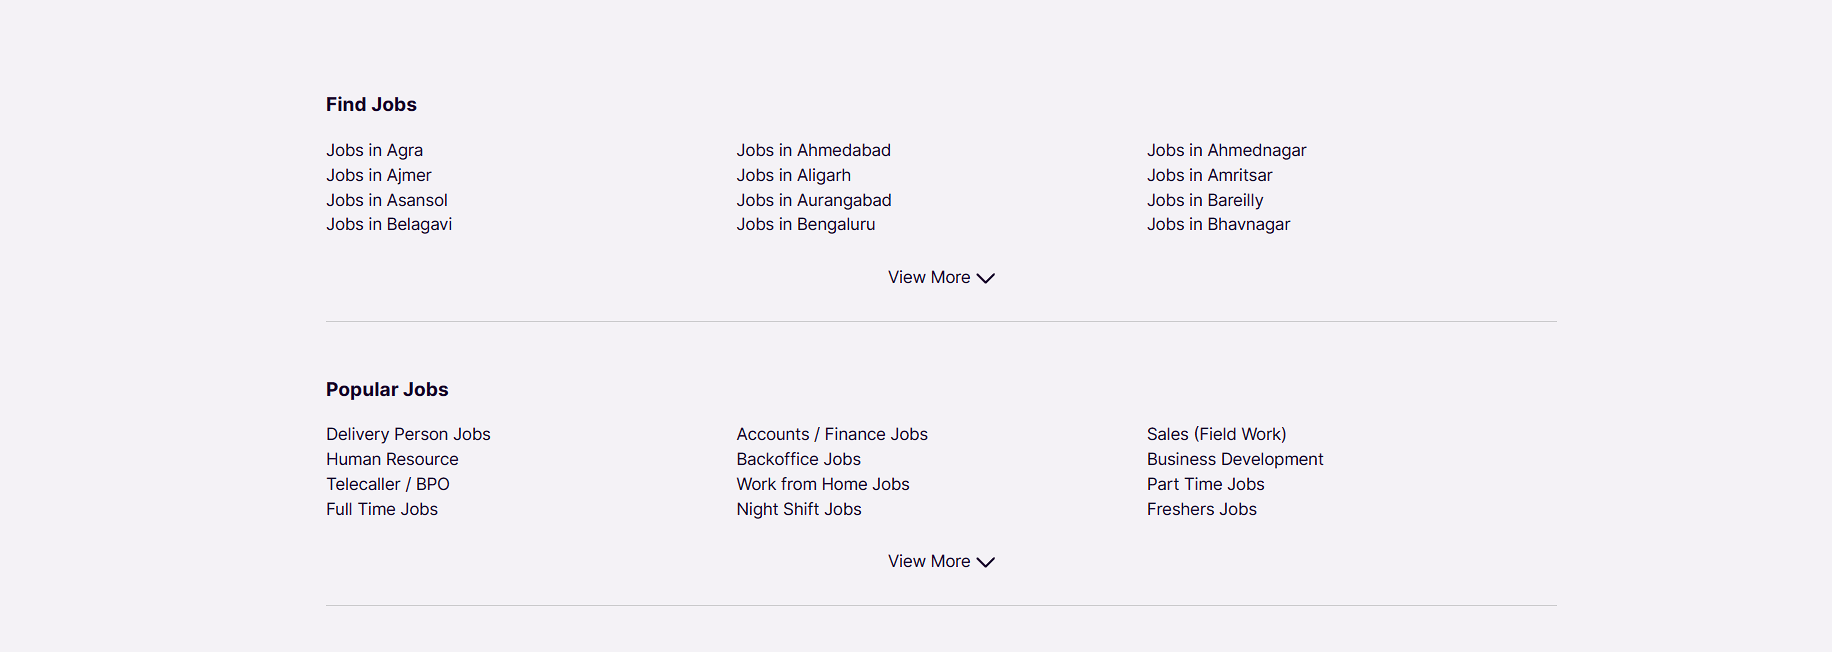 Find Jobs
Jobs in Agra Jobs in Ahmedabad Jobs in Ahmednagar
Jobs in Ajmer Jobs in Aligarh Jobs in Amritsar
Jobs in Asansol Jobs in Aurangabad Jobs in Bareilly
Jobs in Belagavi Jobs in Bengaluru Jobs in Bhavnagar
View More
Popular Jobs
Delivery Person Jobs Accounts / Finance Jobs Sales (Field Work)
Human Resource Backoffice Jobs Business Development
Telecaller / BPO Work from Home Jobs Part Time Jobs
Full Time Jobs Night Shift Jobs Freshers Jobs
View More